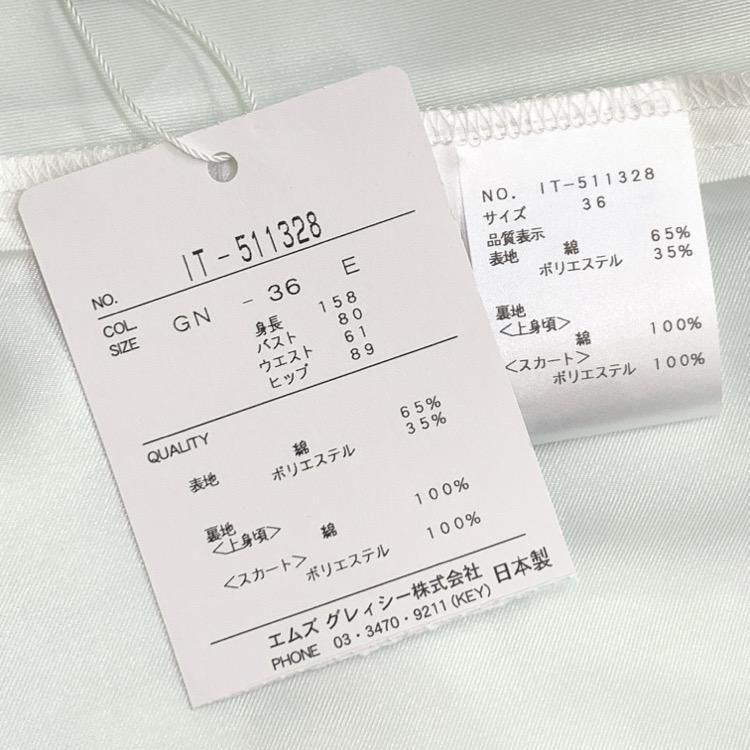 NO. IT-511328
COL GN - 36 E
SIZE
身長 158
バスト 80
ウエスト 61
ヒップ 89
QUALITY
表地 綿 65%
ポリエステル 35%
裏地
<上身頃> 綿 100%
<スカート> ポリエステル 100%
エムズ グレィシー株式会社 日本製
PHONE 03・3470・9211(KEY)
NO. IT-511328
サイズ 36
品質表示
表地 綿 65%
ポリエステル 35%
裏地
<上身頃>
綿 100%
<スカート>
ポリエステル 100%